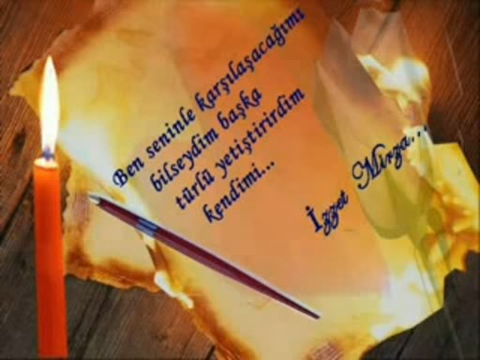 Ben seninle karşılaşacağımı
bilseydim başka
türlü yetiştirirdim
kendimi...
İzzet Mirza...